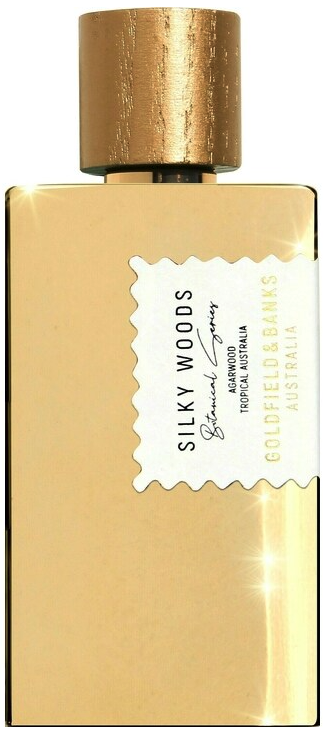 SILKY WOODS
Botanical Series
AGARWOOD
TROPICAL AUSTRALIA
GOLDFIELD & BANKS
AUSTRALIA